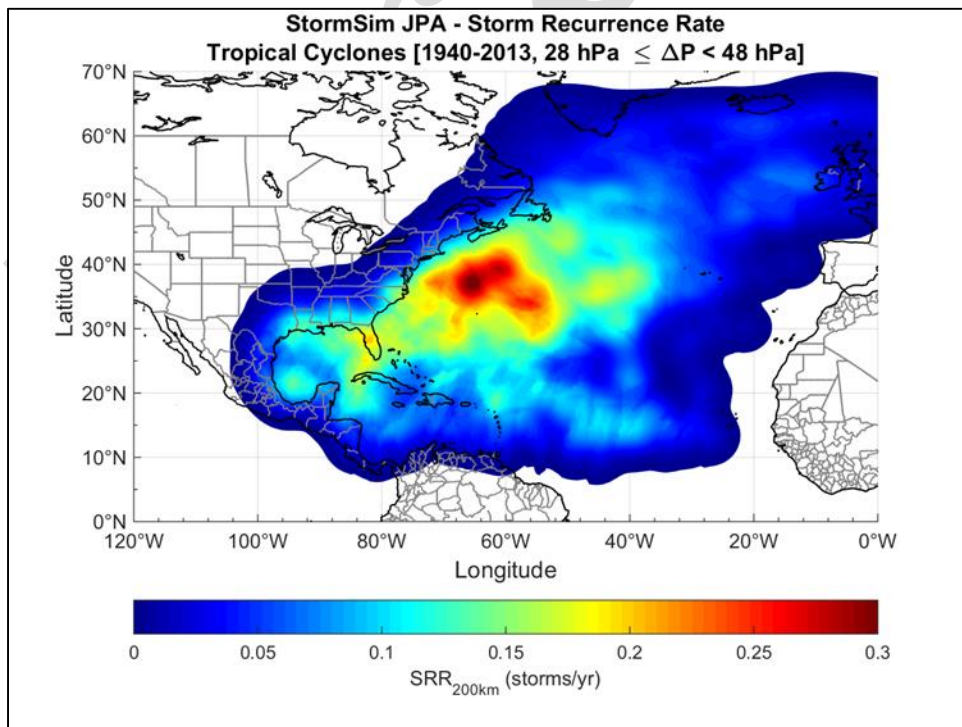 StormSim JPA - Storm Recurrence Rate
Tropical Cyclones [1940-2013, 28 hPa ≤ ΔP < 48 hPa]
70°N
60°N
50°N
40°N
30°N
20°N
10°N
0°N
Latitude
120°W 100°W 80°W 60°W 40°W 20°W 0°W
Longitude
0 0.05 0.1 0.15 0.2 0.25 0.3
SRR200km (storms/yr)